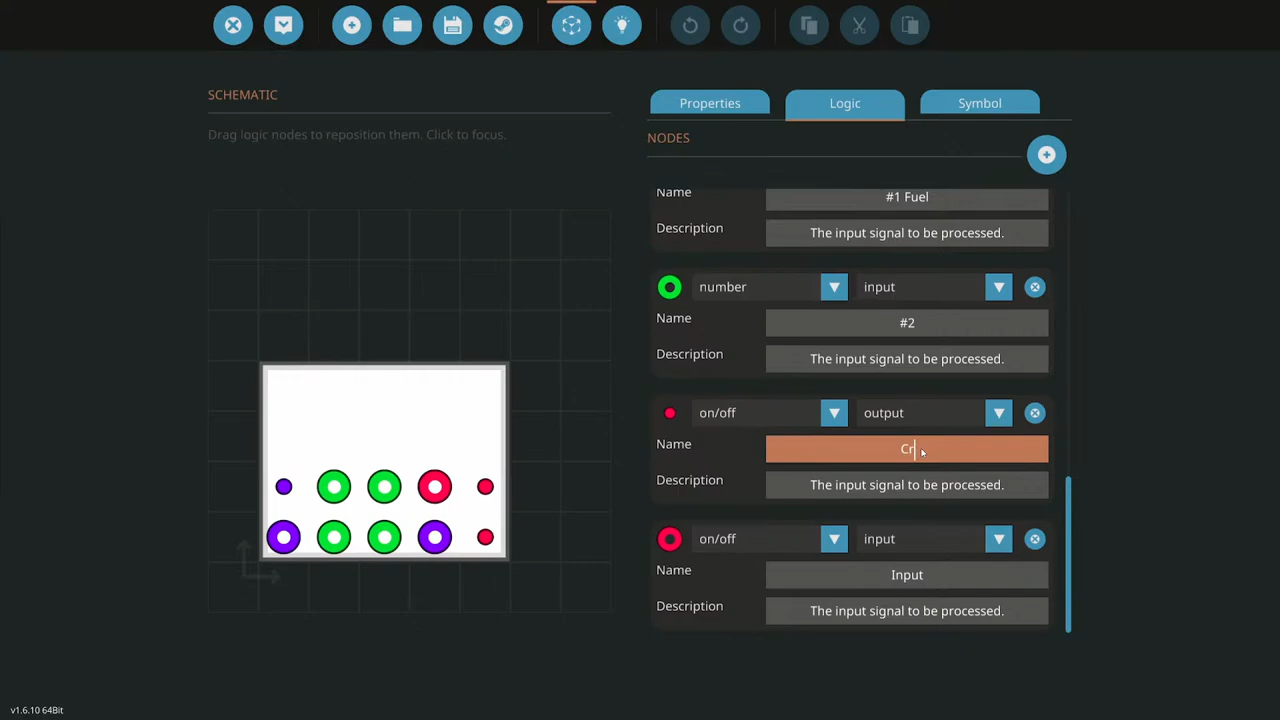 SCHEMATIC
Drag logic nodes to reposition them. Click to focus.
Properties
Logic
Symbol
NODES
Name
#1 Fuel
Description
The input signal to be processed.
number
input
Name
#2
Description
The input signal to be processed.
on/off
output
Name
Cr
Description
The input signal to be processed.
on/off
input
Name
Input
Description
The input signal to be processed.
v1.6.10 64Bit